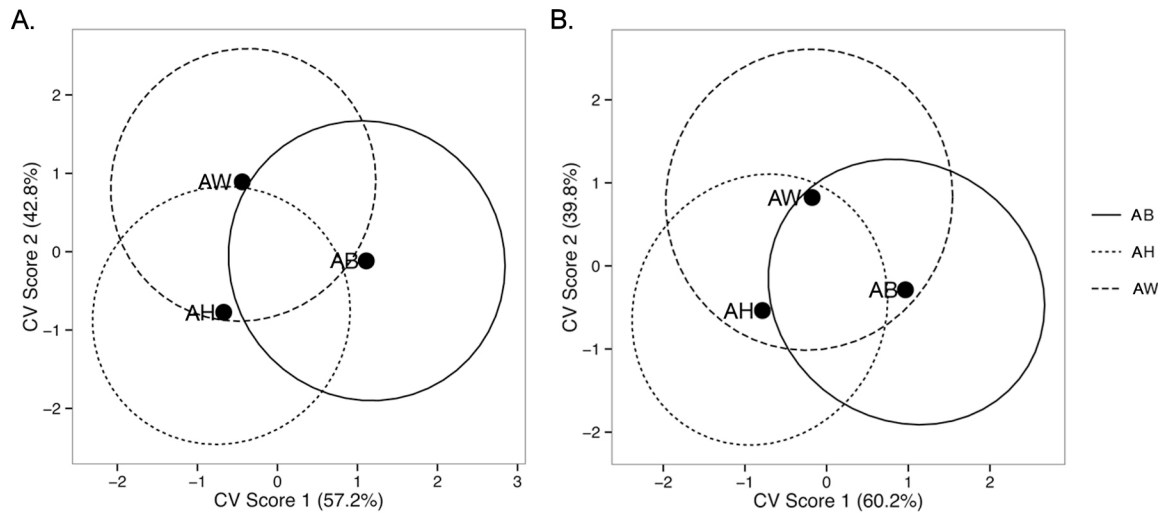 A.
CV Score 2 (42.8%)
2
1
0
−1
−2
AW
AB
AH
−2 −1 0 1 2 3
CV Score 1 (57.2%)
B.
CV Score 2 (39.8%)
2
1
0
−1
−2
AW
AB
AH
−2 −1 0 1 2
CV Score 1 (60.2%)
AB
AH
AW